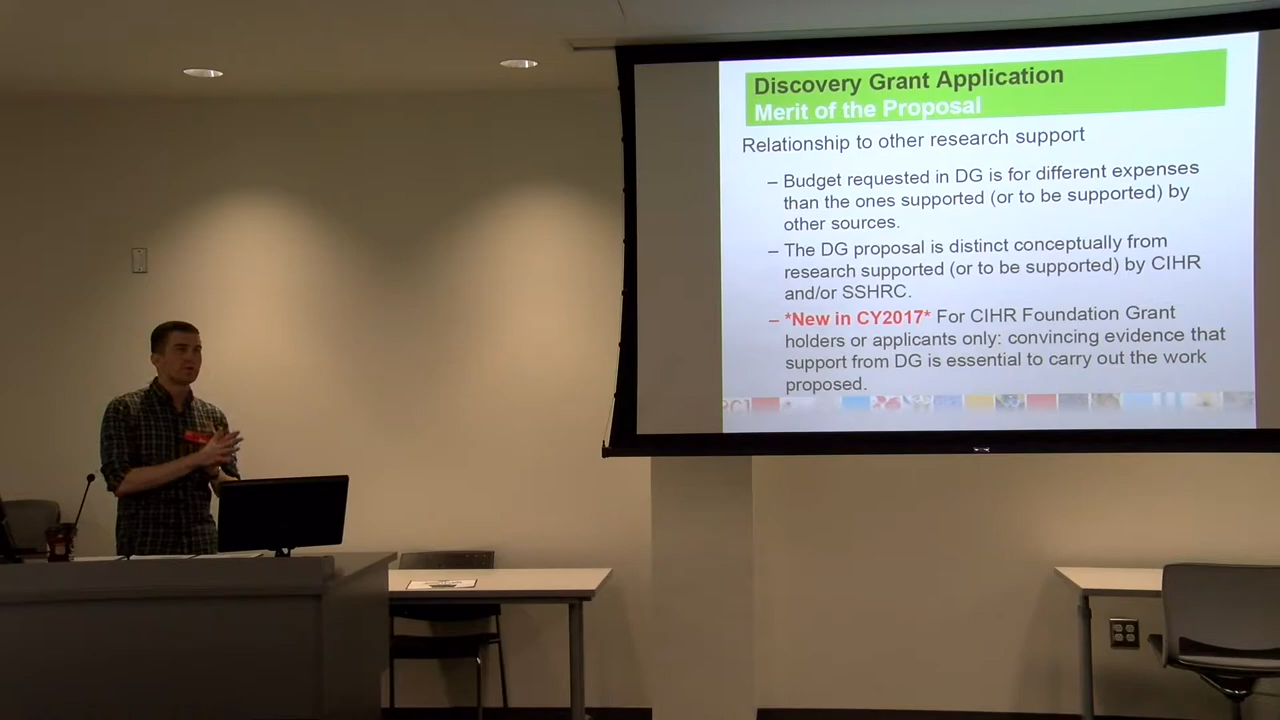 Discovery Grant Application
Merit of the Proposal
Relationship to other research support
– Budget requested in DG is for different expenses
than the ones supported (or to be supported) by
other sources.
– The DG proposal is distinct conceptually from
research supported (or to be supported) by CIHR
and/or SSHRC.
– *New in CY2017* For CIHR Foundation Grant
holders or applicants only: convincing evidence that
support from DG is essential to carry out the work
proposed.